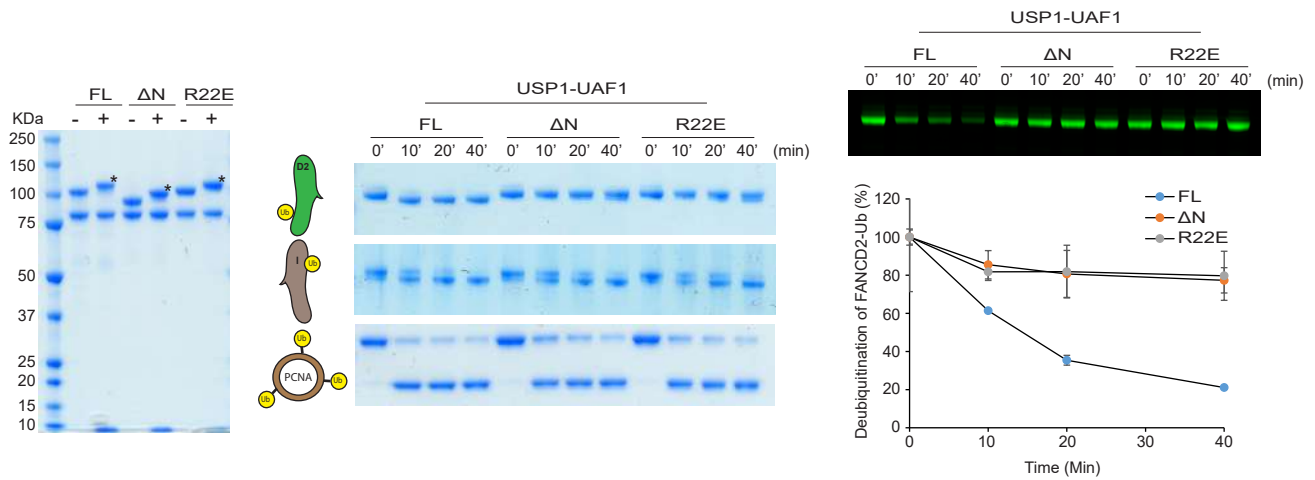 FL ΔN R22E
KDa - + - + - +
250
150
100
75
50
37
25
20
15
10
* * *
USP1-UAF1
FL ΔN R22E
0' 10' 20' 40' 0' 10' 20' 40' 0' 10' 20' 40' (min)
D2
Ub
I
Ub
Ub
PCNA
Ub
Ub
USP1-UAF1
FL ΔN R22E
0' 10' 20' 40' 0' 10' 20' 40' 0' 10' 20' 40' (min)
Deubiquitination of FANCD2-Ub (%)
120
100
80
60
40
20
0
FL
ΔN
R22E
0 10 20 30 40
Time (Min)